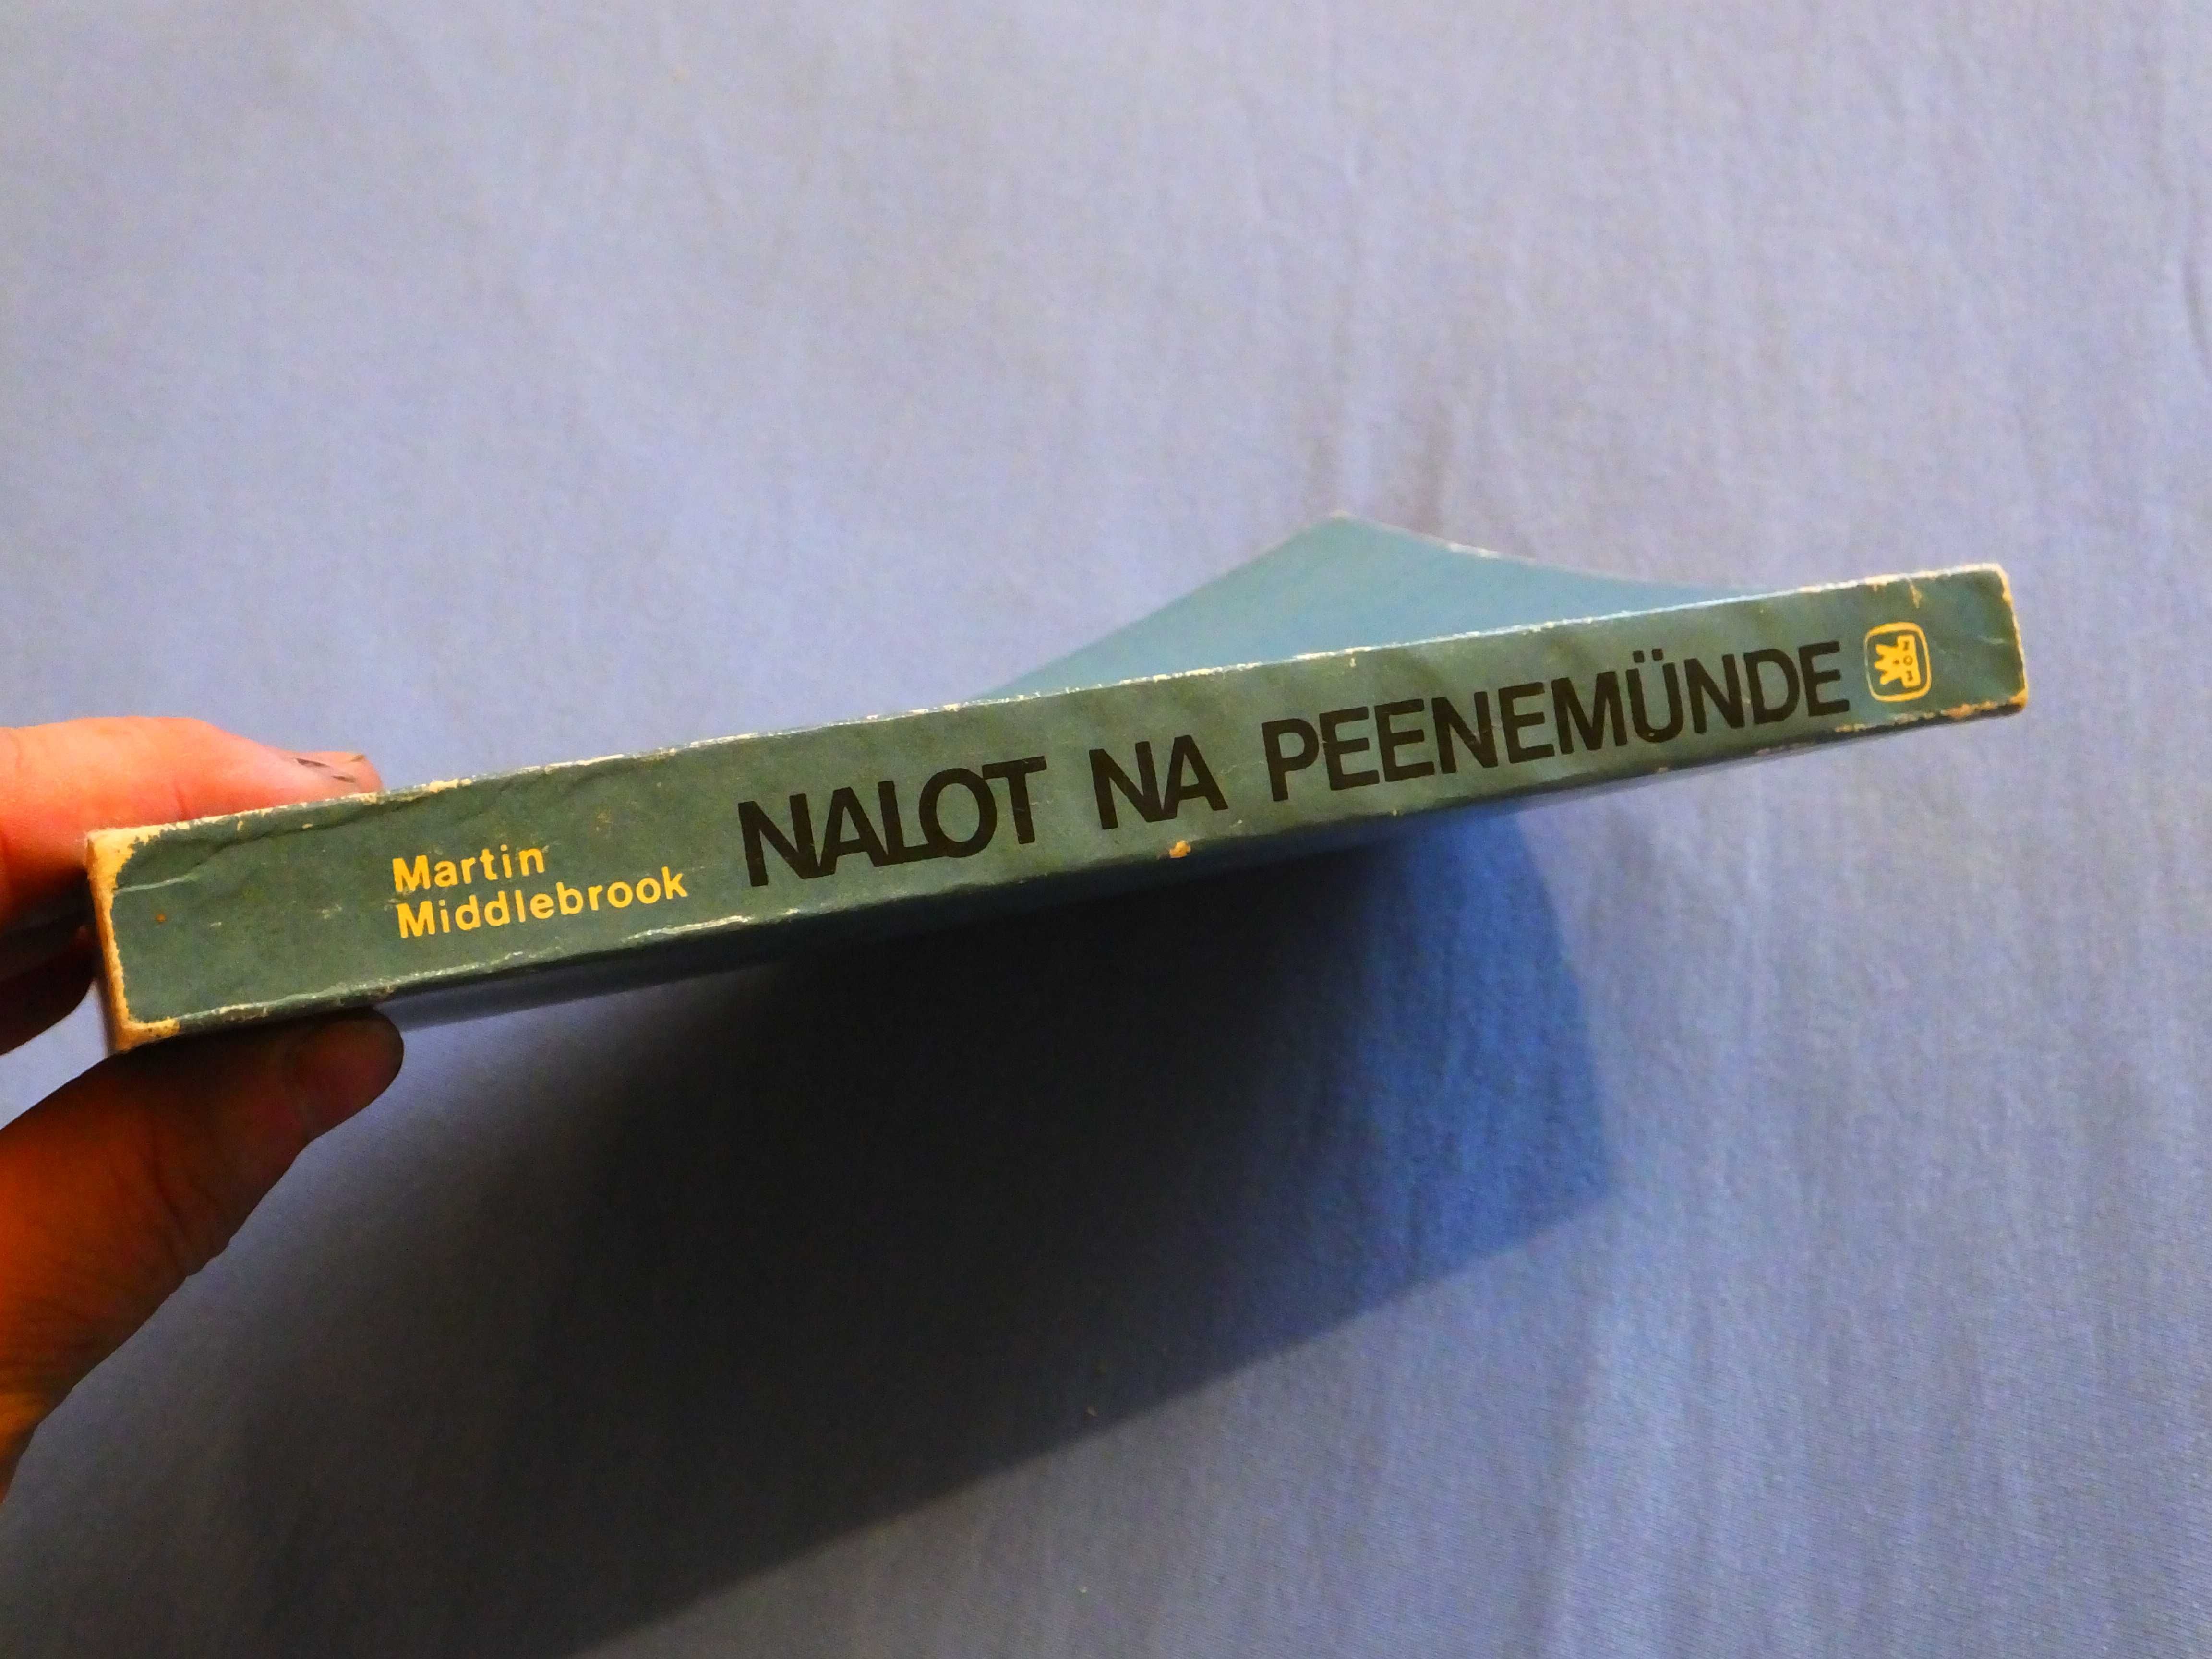 Martin
Middlebrook
NALOT NA PEENEMÜNDE